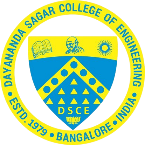 DAYANANDA SAGAR COLLEGE OF ENGINEERING
DSCE
ESTD. 1979 • BANGALORE • INDIA